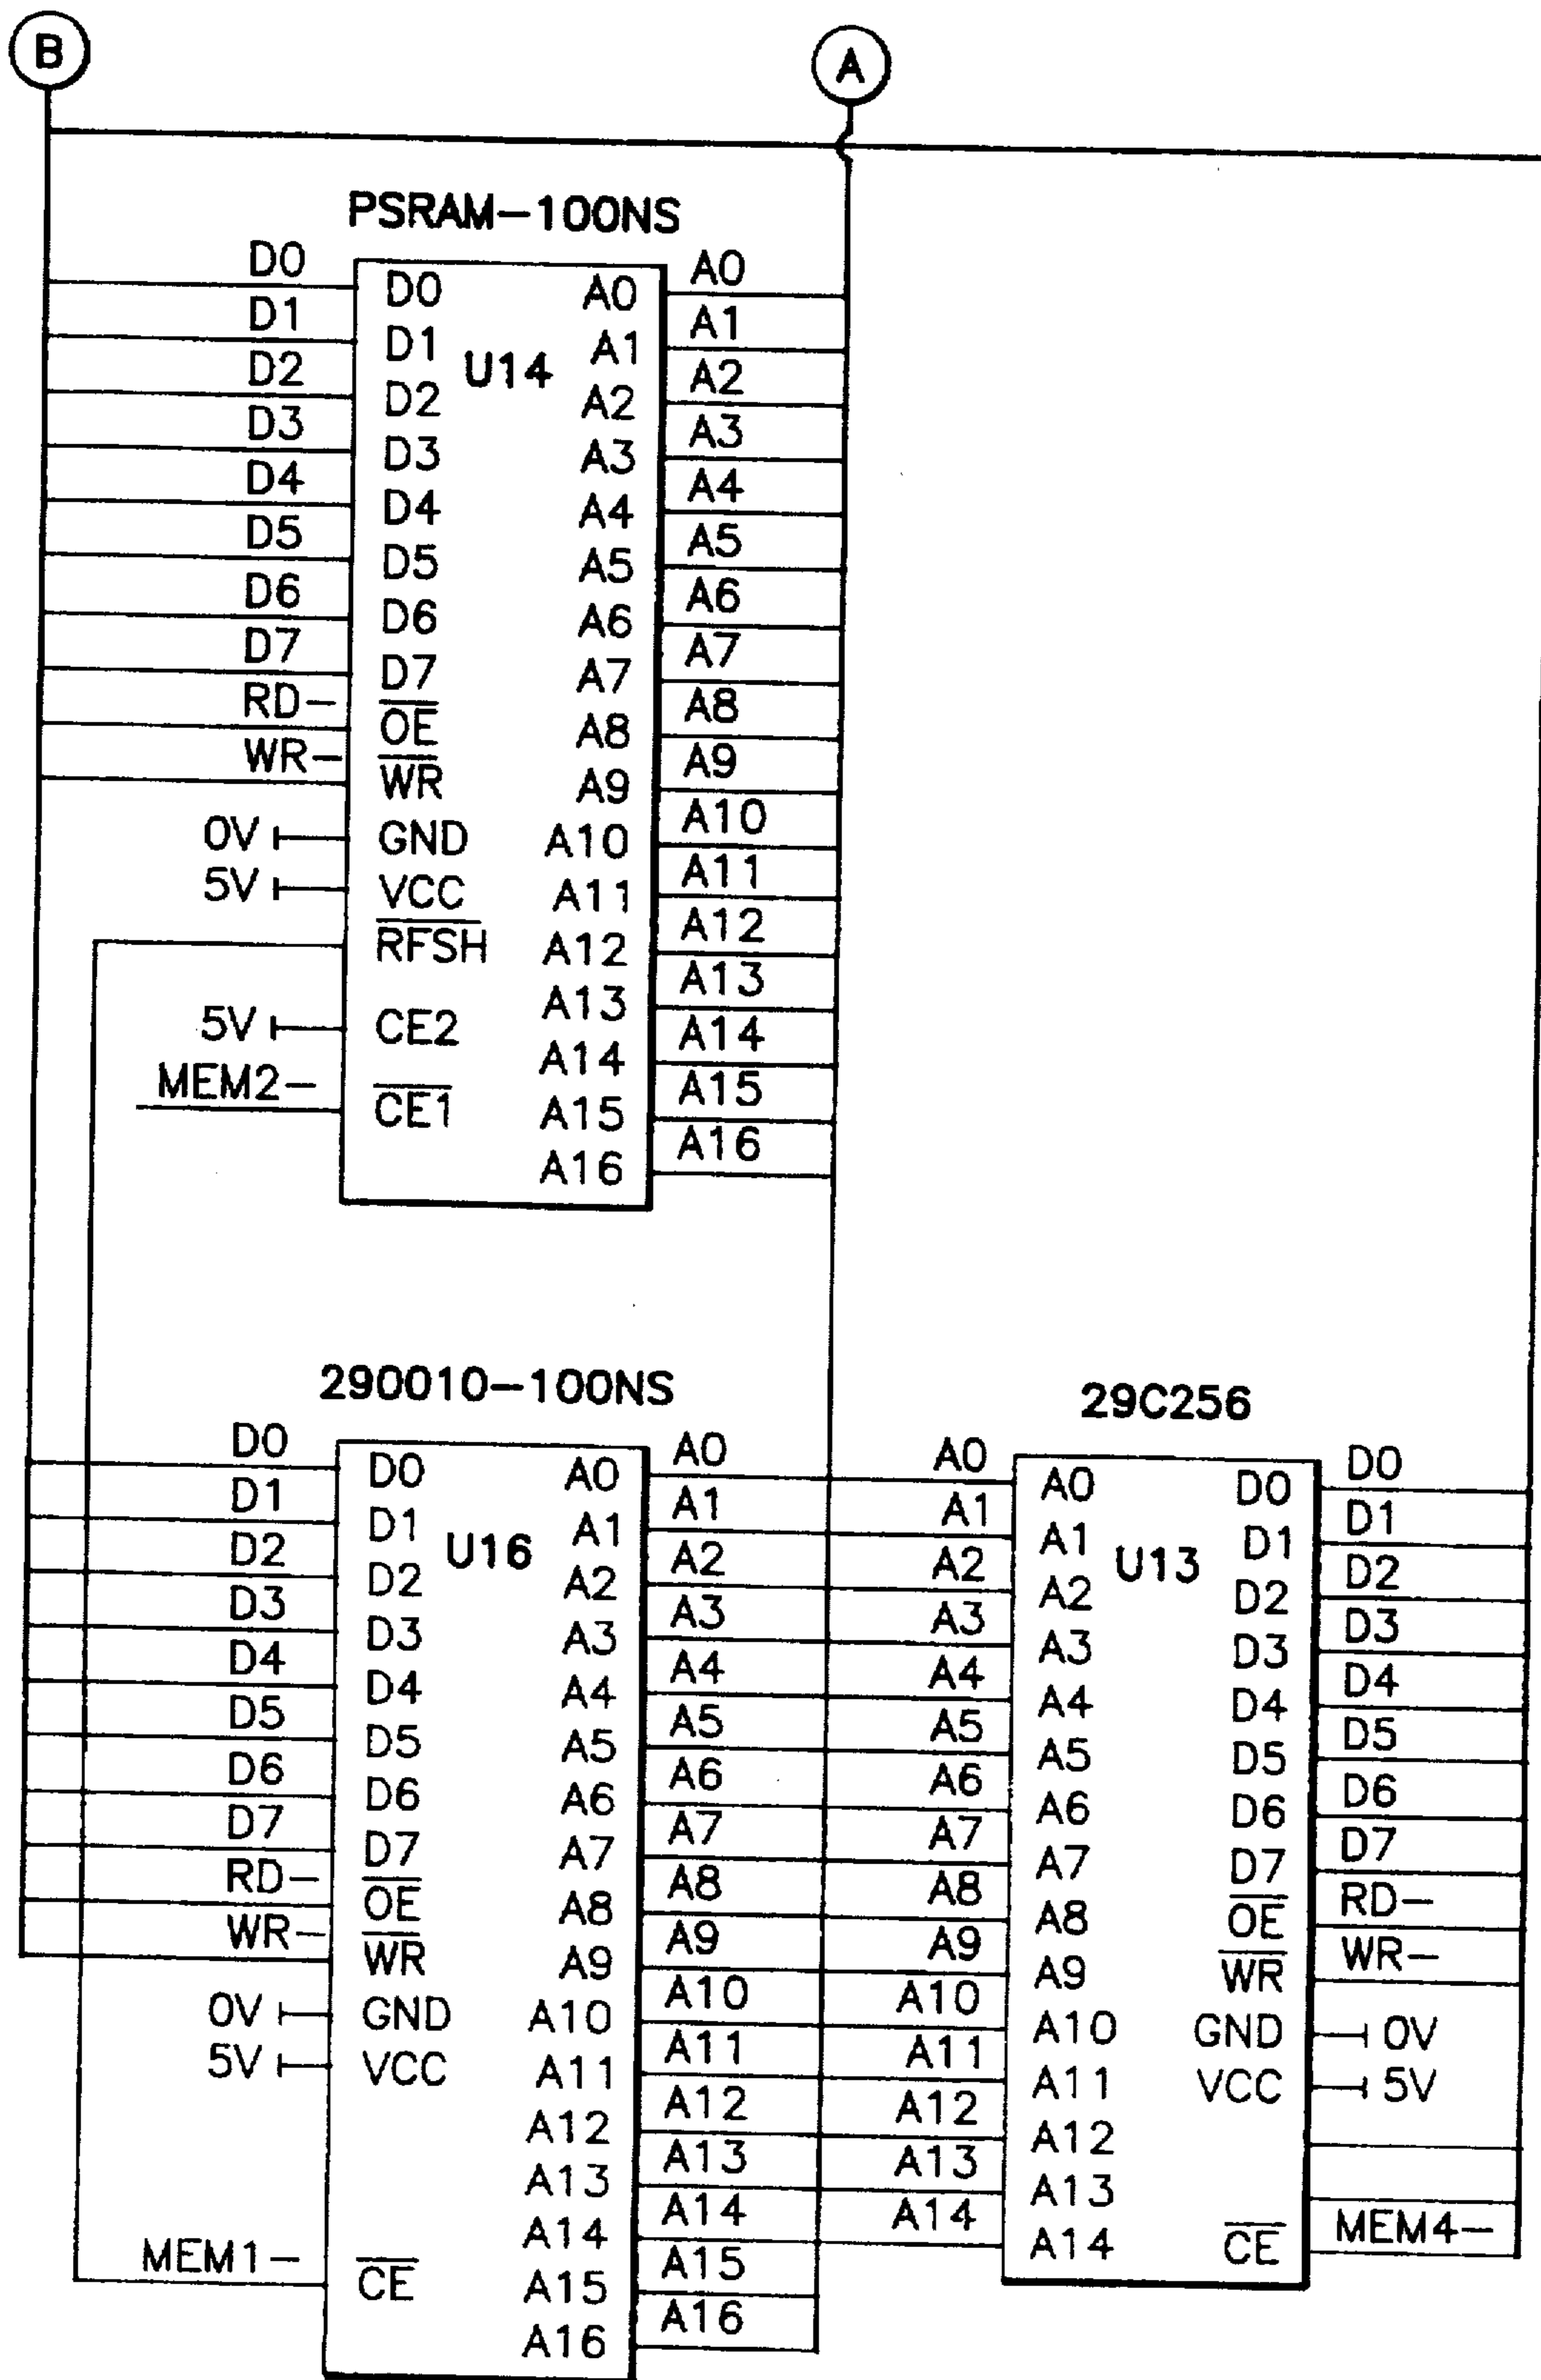 B
A
PSRAM-100NS
U14
D0 D0 A0 A0
D1 D1 A1 A1
D2 D2 A2 A2
D3 D3 A3 A3
D4 D4 A4 A4
D5 D5 A5 A5
D6 D6 A6 A6
D7 D7 A7 A7
RD- OE A8 A8
WR- WR A9 A9
0V GND A10 A10
5V VCC A11 A11
RFSH A12 A12
A13 A13
5V CE2
A14 A14
MEM2- CE1 A15 A15
A16 A16
290010-100NS
29C256
U16
U13
D0 D0 A0 A0 A0 A0 D0 D0
D1 D1 A1 A1 A1 A1 D1 D1
D2 D2 A2 A2 A2 A2 D2 D2
D3 D3 A3 A3 A3 A3 D3 D3
D4 D4 A4 A4 A4 A4 D4 D4
D5 D5 A5 A5 A5 A5 D5 D5
D6 D6 A6 A6 A6 A6 D6 D6
D7 D7 A7 A7 A7 A7 D7 D7
RD- OE A8 A8 A8 A8 OE RD-
WR- WR A9 A9 A9 A9 WR WR-
0V GND A10 A10 A10 A10 GND 0V
5V VCC A11 A11 A11 A11 VCC 5V
A12 A12 A12 A12
A13 A13 A13 A13
A14 A14 A14 A14 CE MEM4-
MEM1- CE A15 A15
A16 A16